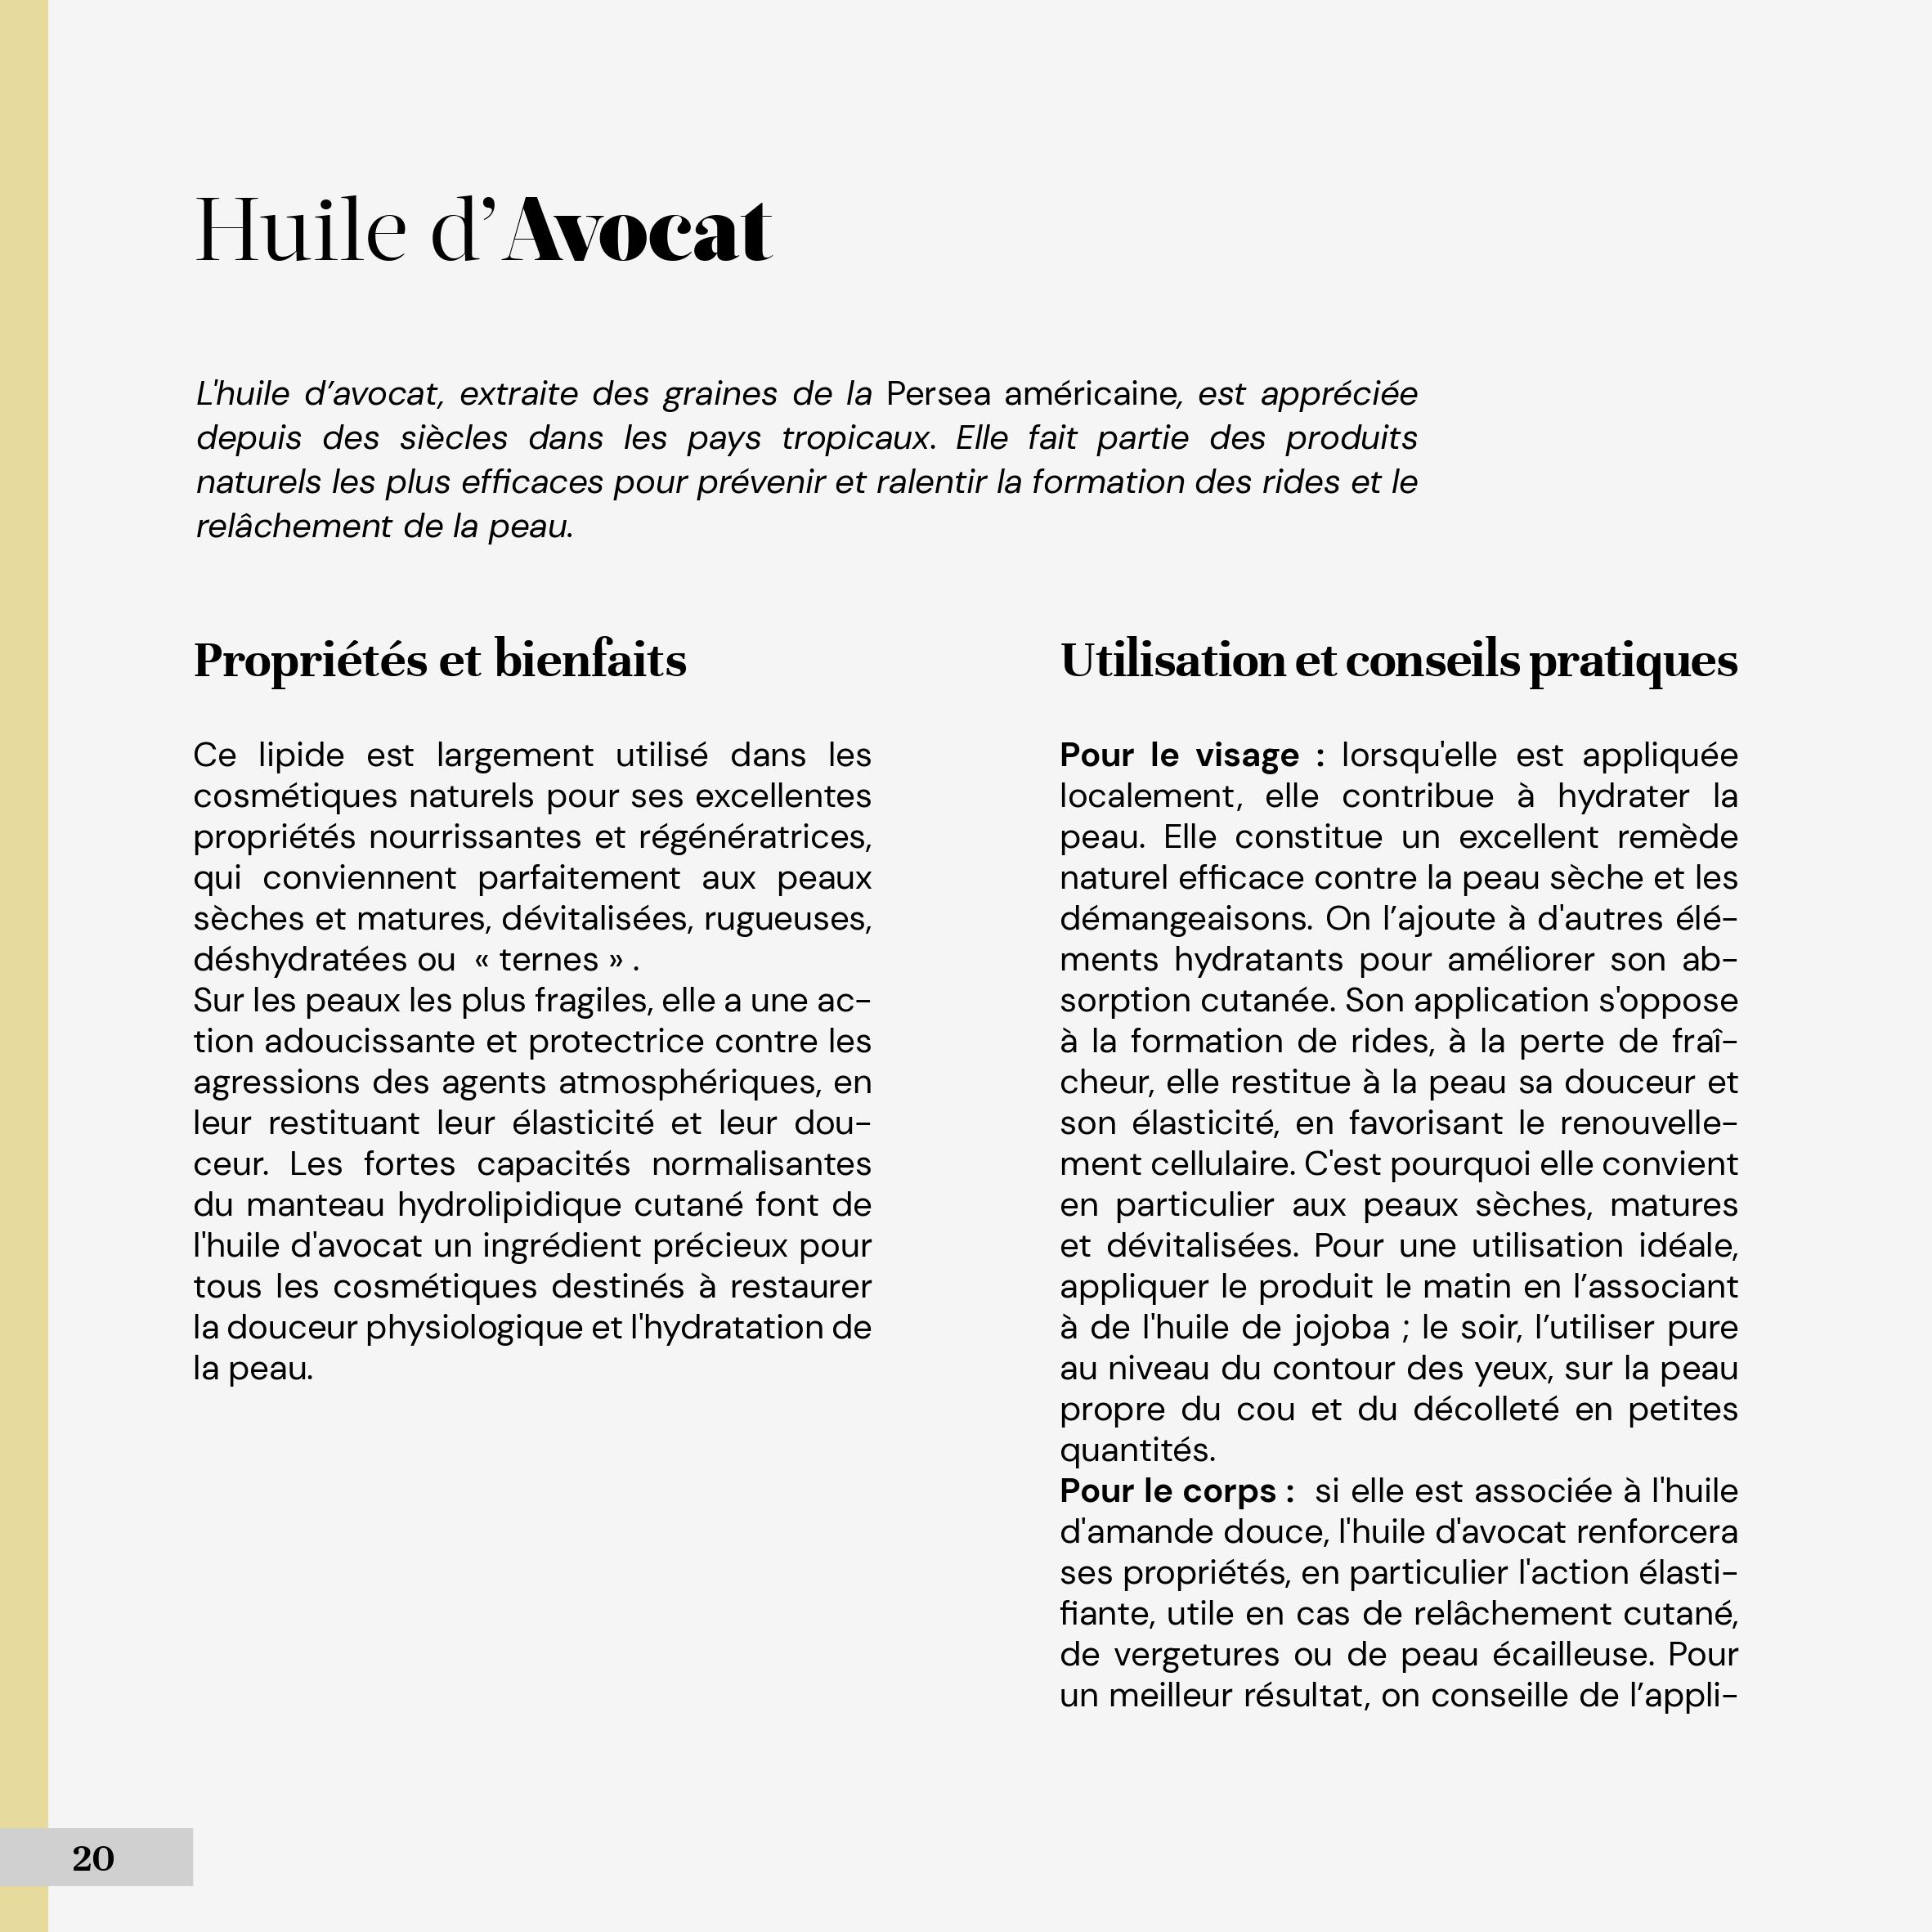 Huile d’Avocat
L'huile d’avocat, extraite des graines de la Persea américaine, est appréciée
depuis des siècles dans les pays tropicaux. Elle fait partie des produits
naturels les plus efficaces pour prévenir et ralentir la formation des rides et le
relâchement de la peau.
Propriétés et bienfaits
Ce lipide est largement utilisé dans les
cosmétiques naturels pour ses excellentes
propriétés nourrissantes et régénératrices,
qui conviennent parfaitement aux peaux
sèches et matures, dévitalisées, rugueuses,
déshydratées ou « ternes » .
Sur les peaux les plus fragiles, elle a une ac-
tion adoucissante et protectrice contre les
agressions des agents atmosphériques, en
leur restituant leur élasticité et leur dou-
ceur. Les fortes capacités normalisantes
du manteau hydrolipidique cutané font de
l'huile d'avocat un ingrédient précieux pour
tous les cosmétiques destinés à restaurer
la douceur physiologique et l'hydratation de
la peau.
Utilisation et conseils pratiques
Pour le visage : lorsqu'elle est appliquée
localement, elle contribue à hydrater la
peau. Elle constitue un excellent remède
naturel efficace contre la peau sèche et les
démangeaisons. On l’ajoute à d'autres élé-
ments hydratants pour améliorer son ab-
sorption cutanée. Son application s'oppose
à la formation de rides, à la perte de fraî-
cheur, elle restitue à la peau sa douceur et
son élasticité, en favorisant le renouvelle-
ment cellulaire. C'est pourquoi elle convient
en particulier aux peaux sèches, matures
et dévitalisées. Pour une utilisation idéale,
appliquer le produit le matin en l’associant
à de l'huile de jojoba ; le soir, l’utiliser pure
au niveau du contour des yeux, sur la peau
propre du cou et du décolleté en petites
quantités.
Pour le corps : si elle est associée à l'huile
d'amande douce, l'huile d'avocat renforcera
ses propriétés, en particulier l'action élasti-
fiante, utile en cas de relâchement cutané,
de vergetures ou de peau écailleuse. Pour
un meilleur résultat, on conseille de l’appli-
20